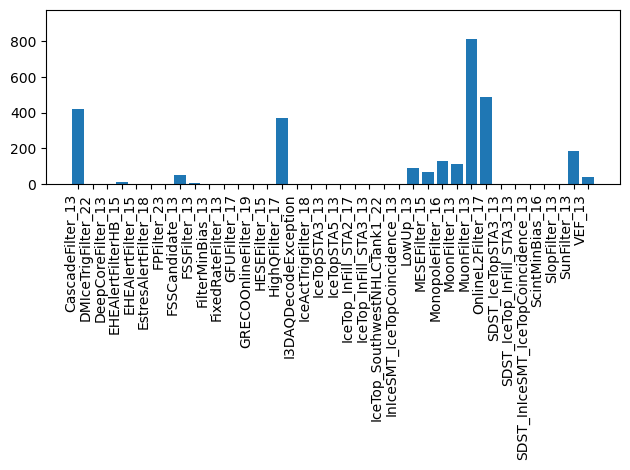 800
600
400
200
0
CascadeFilter_13
DMIceTrigFilter_22
DeepCoreFilter_13
EHEAlertFilterHB_15
EHEAlertFilter_15
EstresAlertFilter_18
FPFilter_23
FSSCandidate_13
FSSFilter_13
FilterMinBias_13
FixedRateFilter_13
GFUFilter_17
GRECOOnlineFilter_19
HESEFilter_15
HighQFilter_17
I3DAQDecodeException
IceActTrigFilter_18
IceTopSTA3_13
IceTopSTA5_13
IceTop_InFill_STA2_17
IceTop_InFill_STA3_13
IceTop_SouthwestNHLCTank1_22
InIceSMT_IceTopCoincidence_13
LowUp_13
MESEFilter_15
MonopoleFilter_16
MoonFilter_13
MuonFilter_13
OnlineL2Filter_17
SDST_IceTopSTA3_13
SDST_IceTop_InFill_STA3_13
SDST_InIceSMT_IceTopCoincidence_13
ScintMinBias_16
SlopFilter_13
SunFilter_13
VEF_13